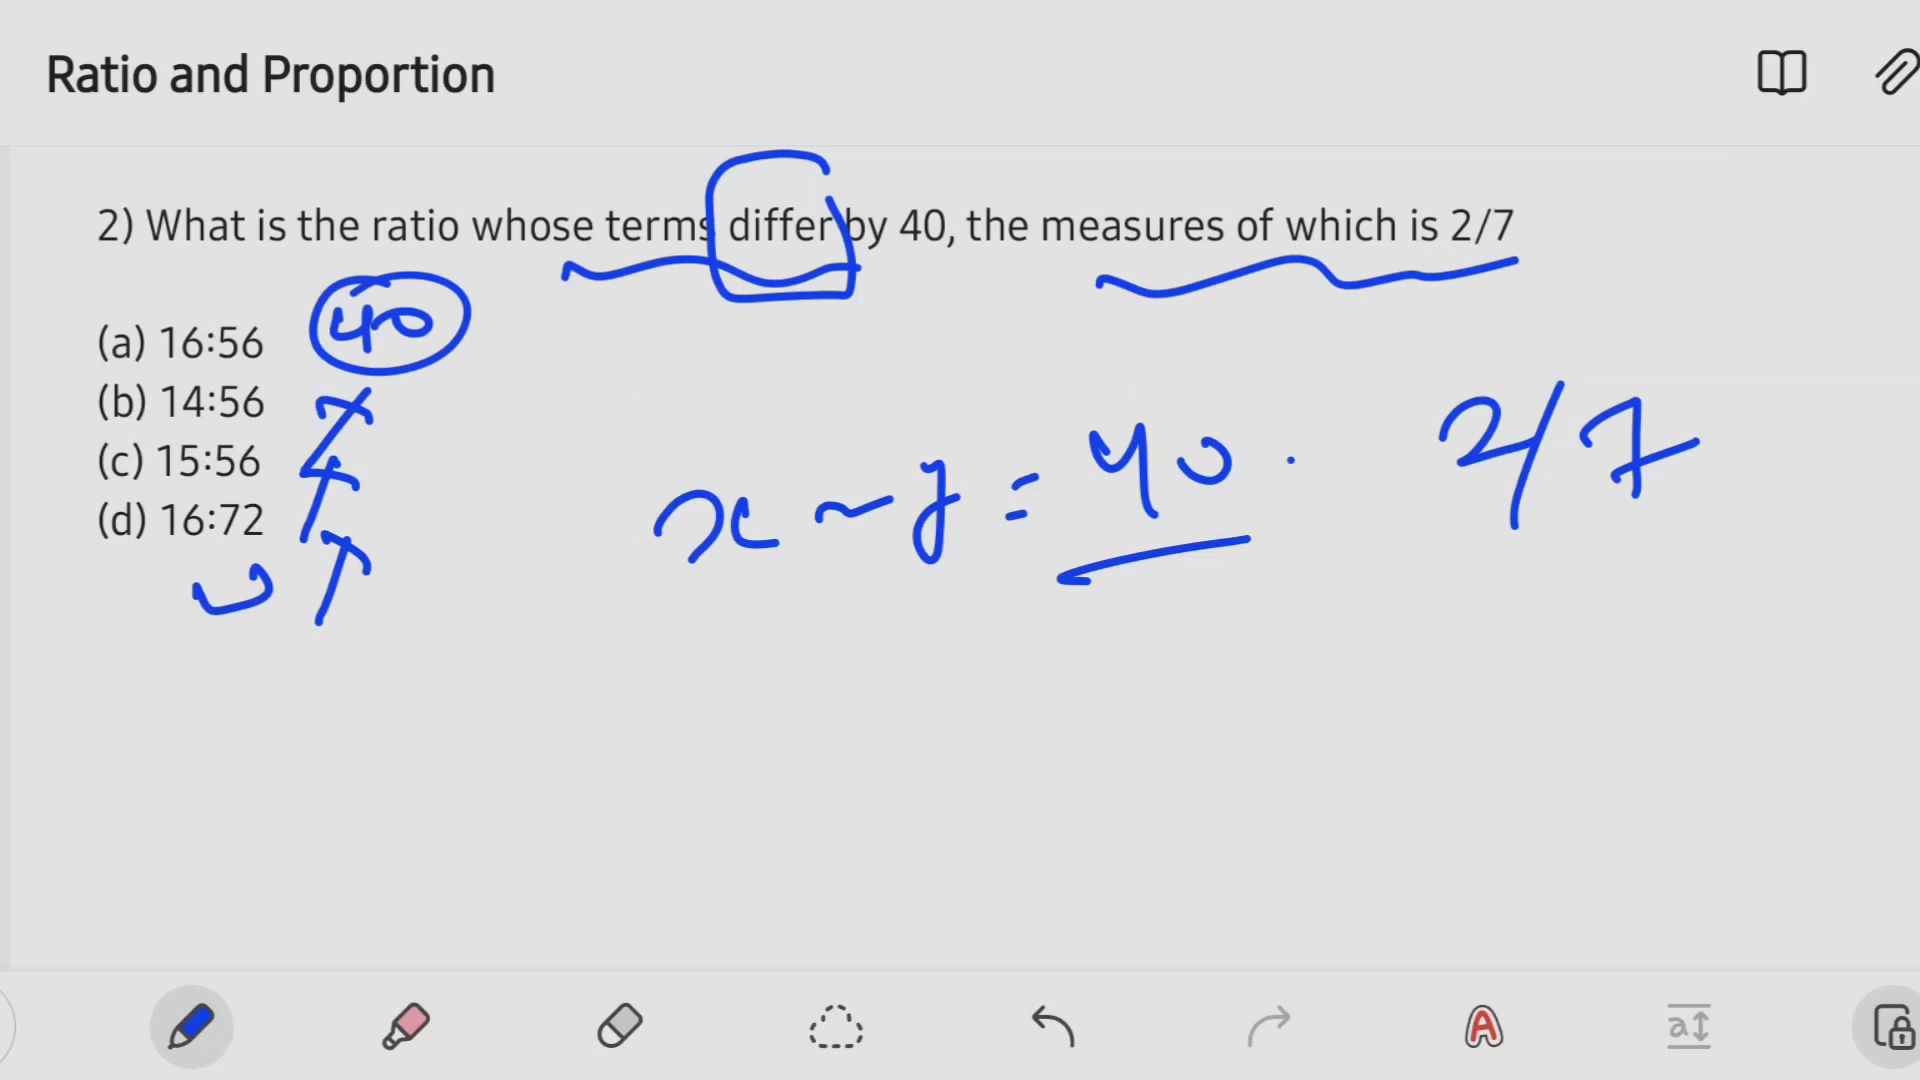 Ratio and Proportion
2) What is the ratio whose terms differ by 40, the measures of which is 2/7
(a) 16:56 40
(b) 14:56
(c) 15:56
(d) 16:72
x ~ y = 40 . 2/7
A
a